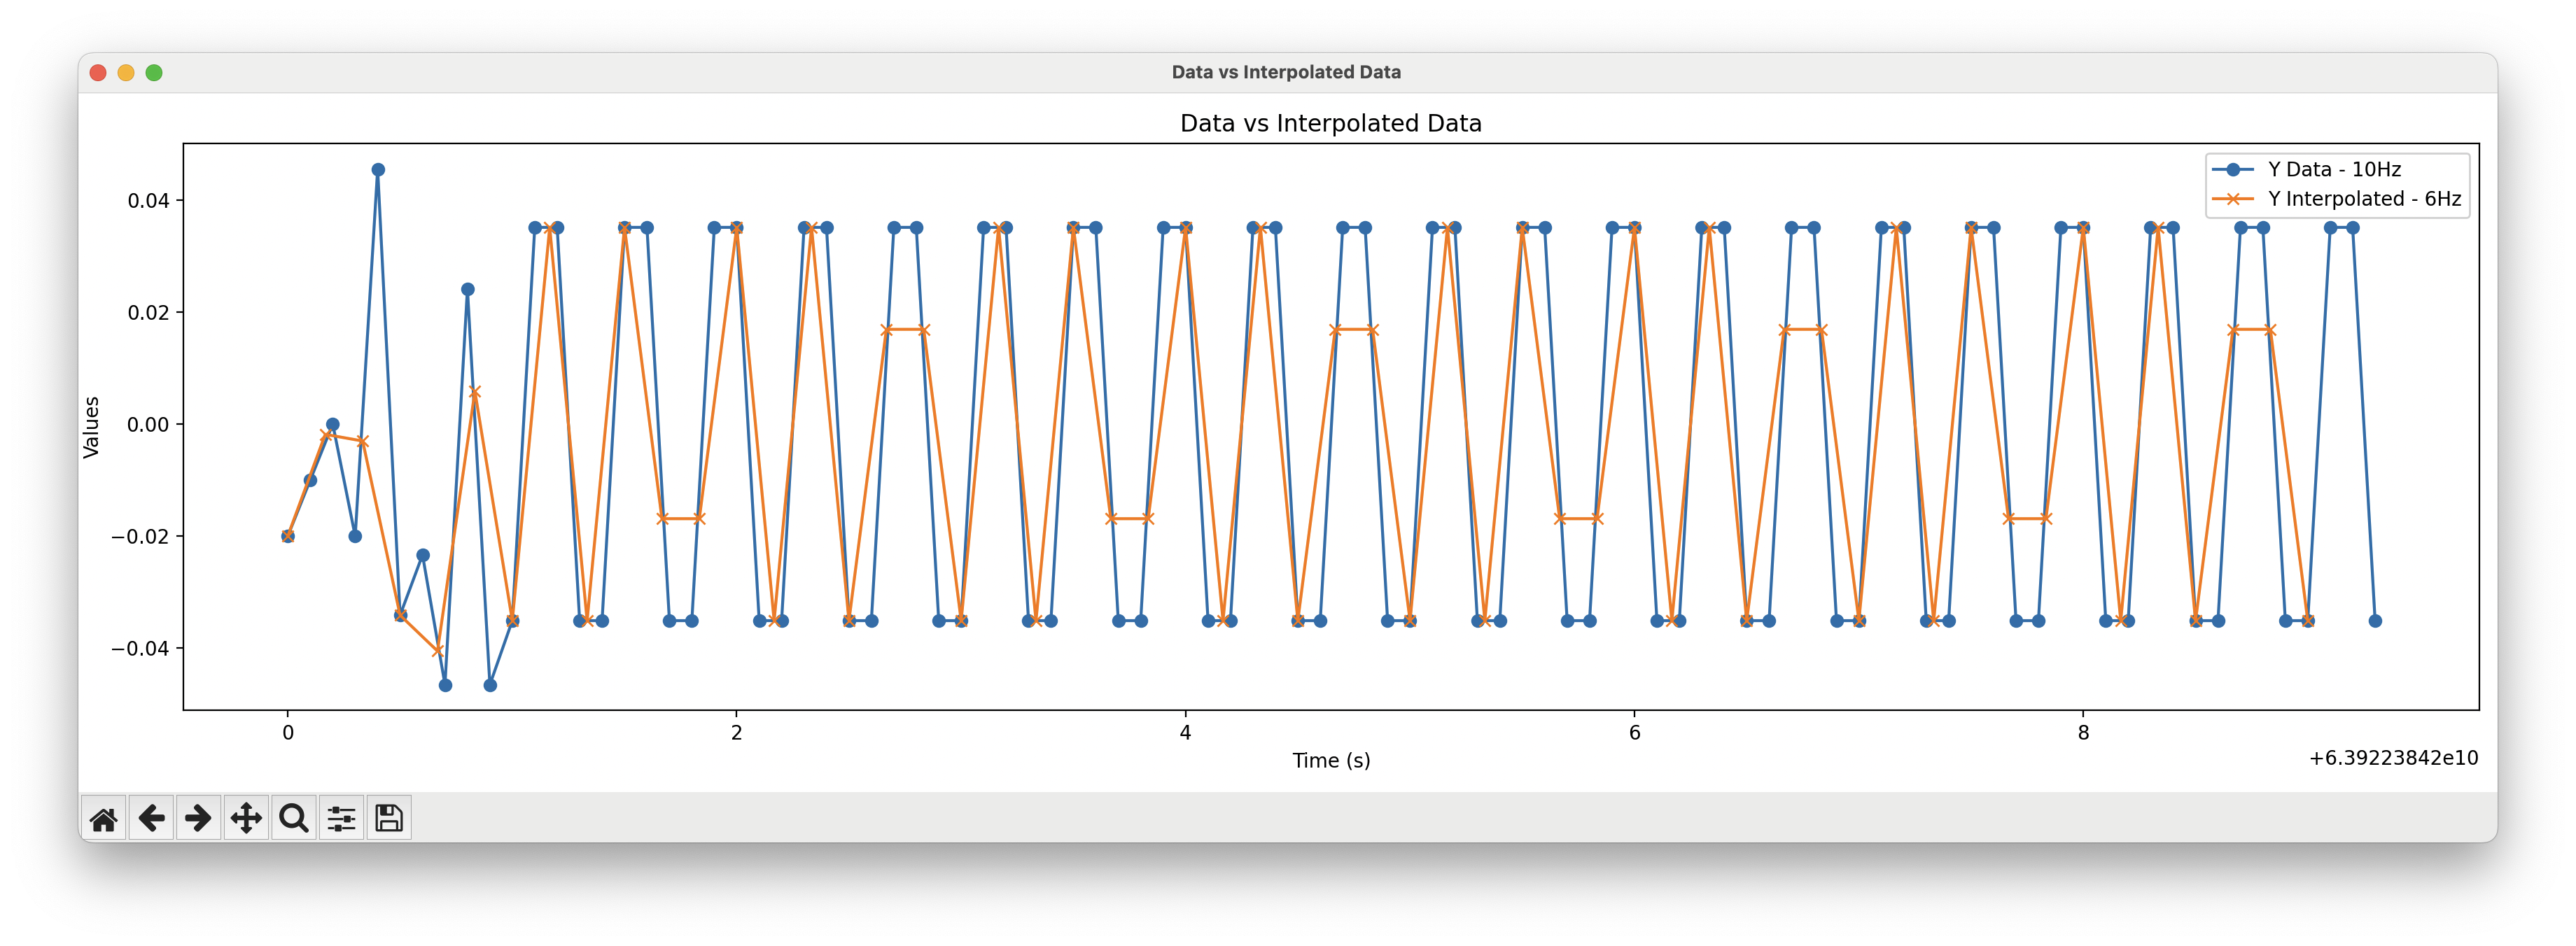 Data vs Interpolated Data
Data vs Interpolated Data
Y Data - 10Hz
Y Interpolated - 6Hz
0.04
0.02
0.00
−0.02
−0.04
Values
0 2 4 6 8
Time (s)
+6.39223842e10